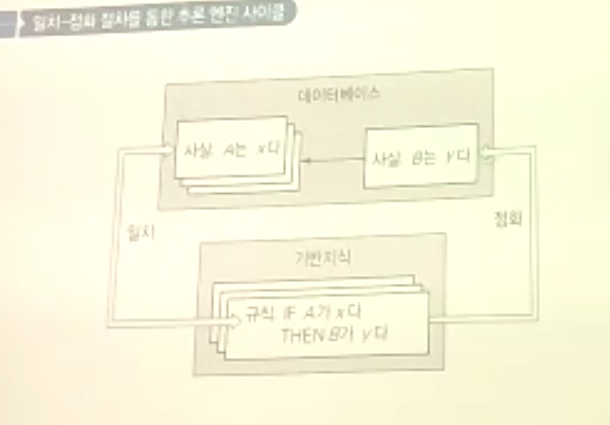 일치-점화 절차를 통한 추론 엔진 사이클
데이터베이스
사실 A는 x다
사실 B는 y다
일치
점화
기반지식
규칙 IF A가 x다
THEN B가 y다